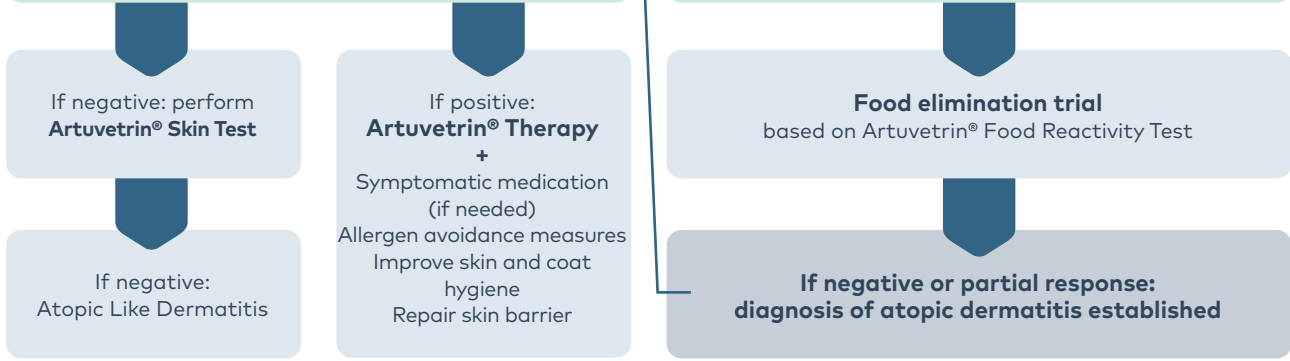 If negative: perform
Artuvetrin® Skin Test
If negative:
Atopic Like Dermatitis
If positive:
Artuvetrin® Therapy
+
Symptomatic medication
(if needed)
Allergen avoidance measures
Improve skin and coat
hygiene
Repair skin barrier
Food elimination trial
based on Artuvetrin® Food Reactivity Test
If negative or partial response:
diagnosis of atopic dermatitis established